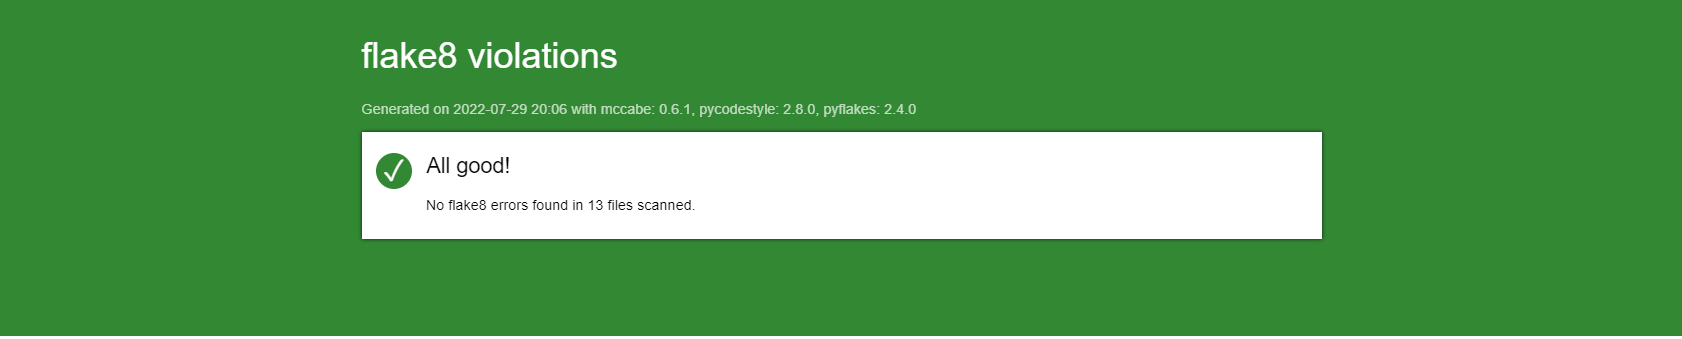 flake8 violations
Generated on 2022-07-29 20:06 with mccabe: 0.6.1, pycodestyle: 2.8.0, pyflakes: 2.4.0
All good!
No flake8 errors found in 13 files scanned.